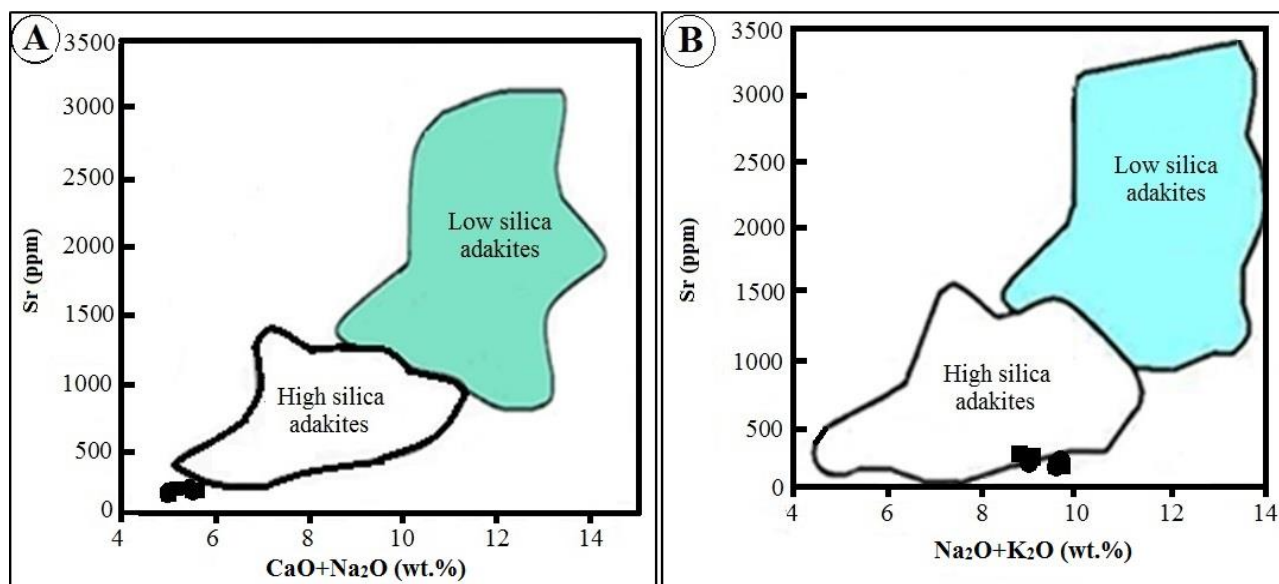 A
3500
3000
2500
2000
1500
1000
500
0
Sr (ppm)
Low silica
adakites
High silica
adakites
4 6 8 10 12 14
CaO+Na₂O (wt.%)
B
3500
3000
2500
2000
1500
1000
500
0
Sr (ppm)
Low silica
adakites
High silica
adakites
4 6 8 10 12 14
Na₂O+K₂O (wt.%)